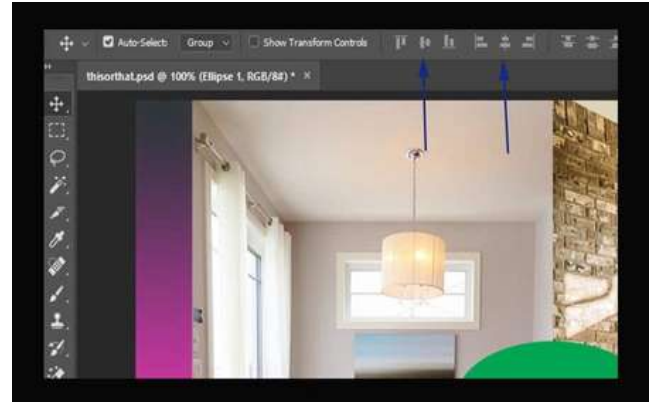 Auto-Select: Group Show Transform Controls
thisorthat.psd @ 100% (Ellipse 1, RGB/8#) * ×